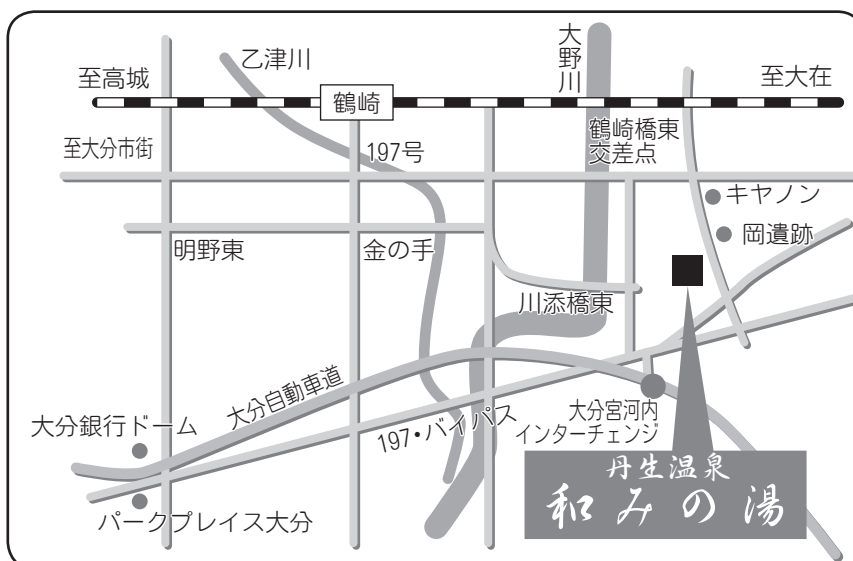 乙津川
大野川
至高城
至大在
鶴崎
至大分市街
197号
鶴崎橋東
交差点
キヤノン
岡遺跡
明野東
金の手
川添橋東
大分自動車道
大分銀行ドーム
197・バイパス
大分宮河内
インターチェンジ
パークプレイス大分
丹生温泉
和みの湯